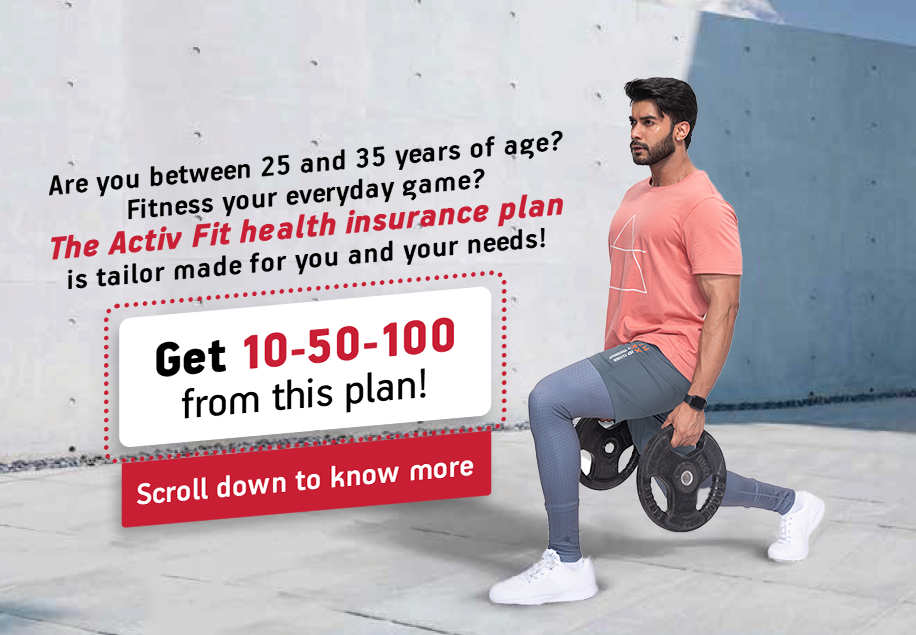 Are you between 25 and 35 years of age?
Fitness your everyday game?
The Activ Fit health insurance plan
is tailor made for you and your needs!
Get 10-50-100
from this plan!
Scroll down to know more